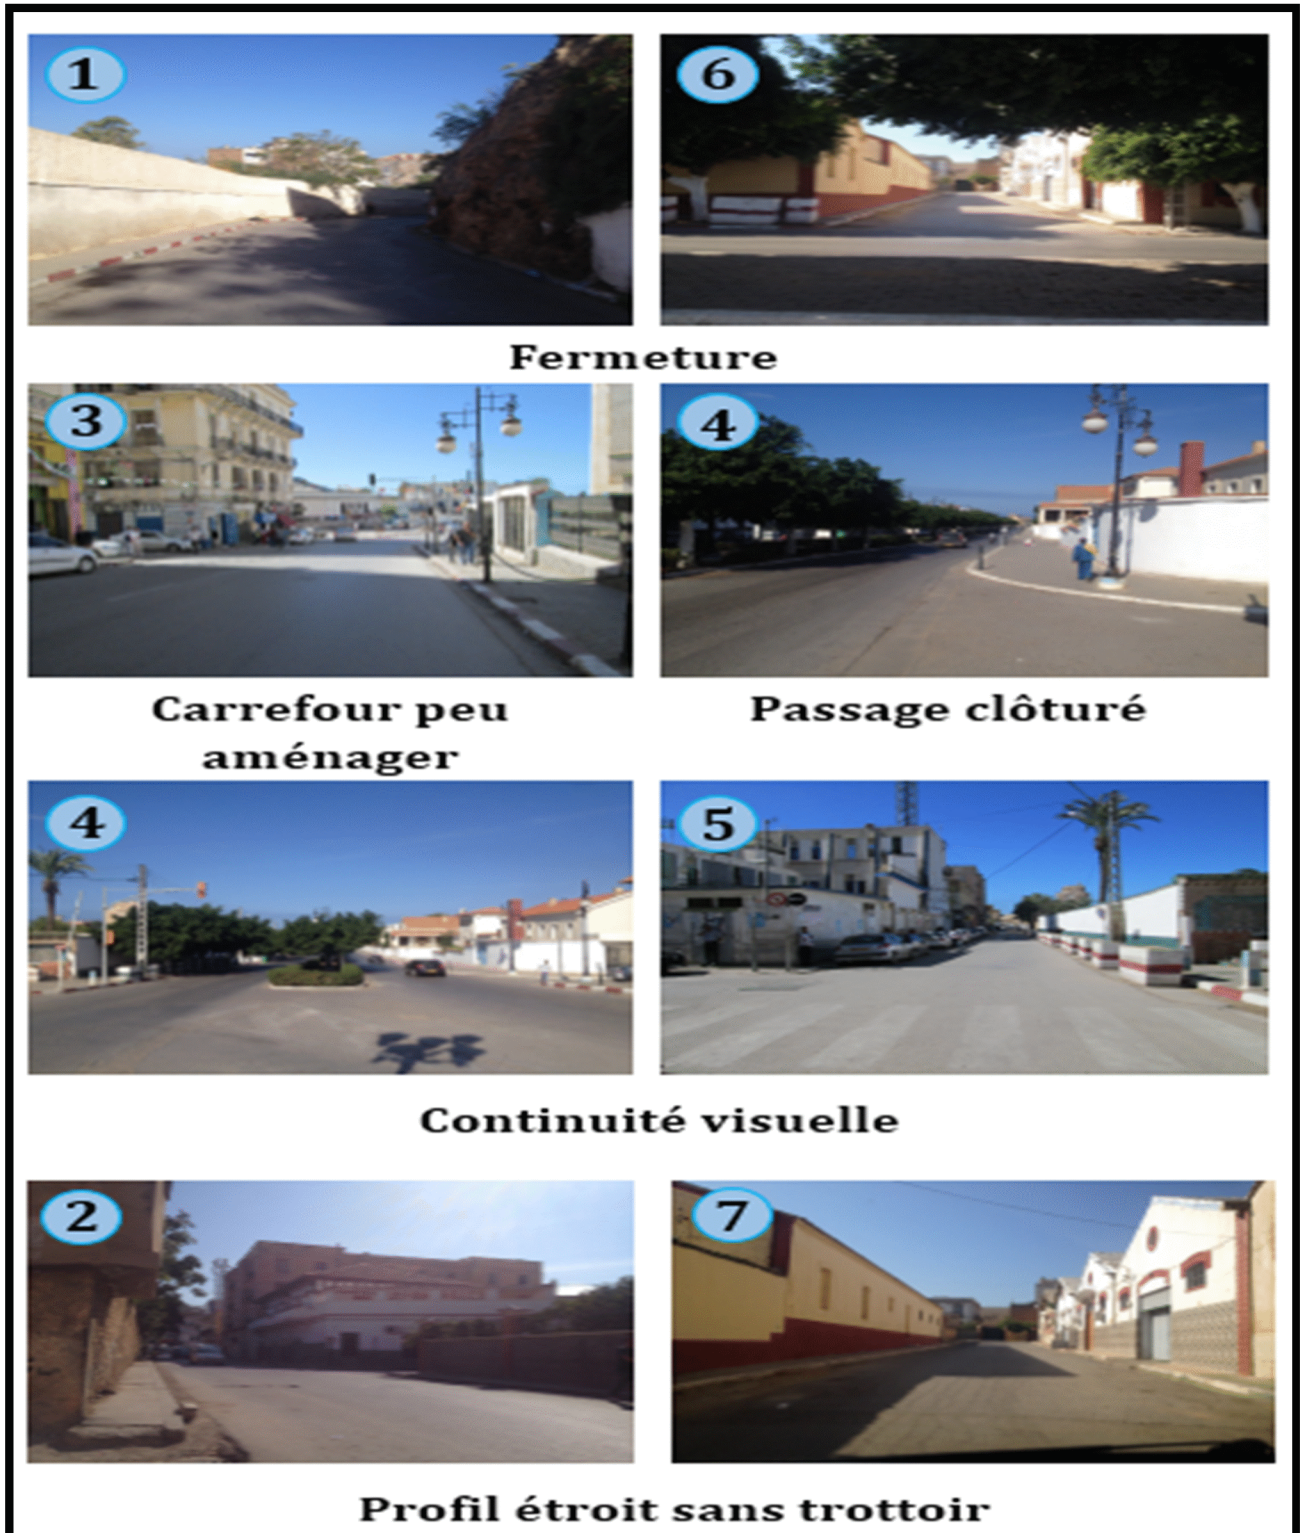 1
6
Fermeture
3
4
Carrefour peu
aménager
Passage clôturé
4
5
Continuité visuelle
2
7
Profil étroit sans trottoir